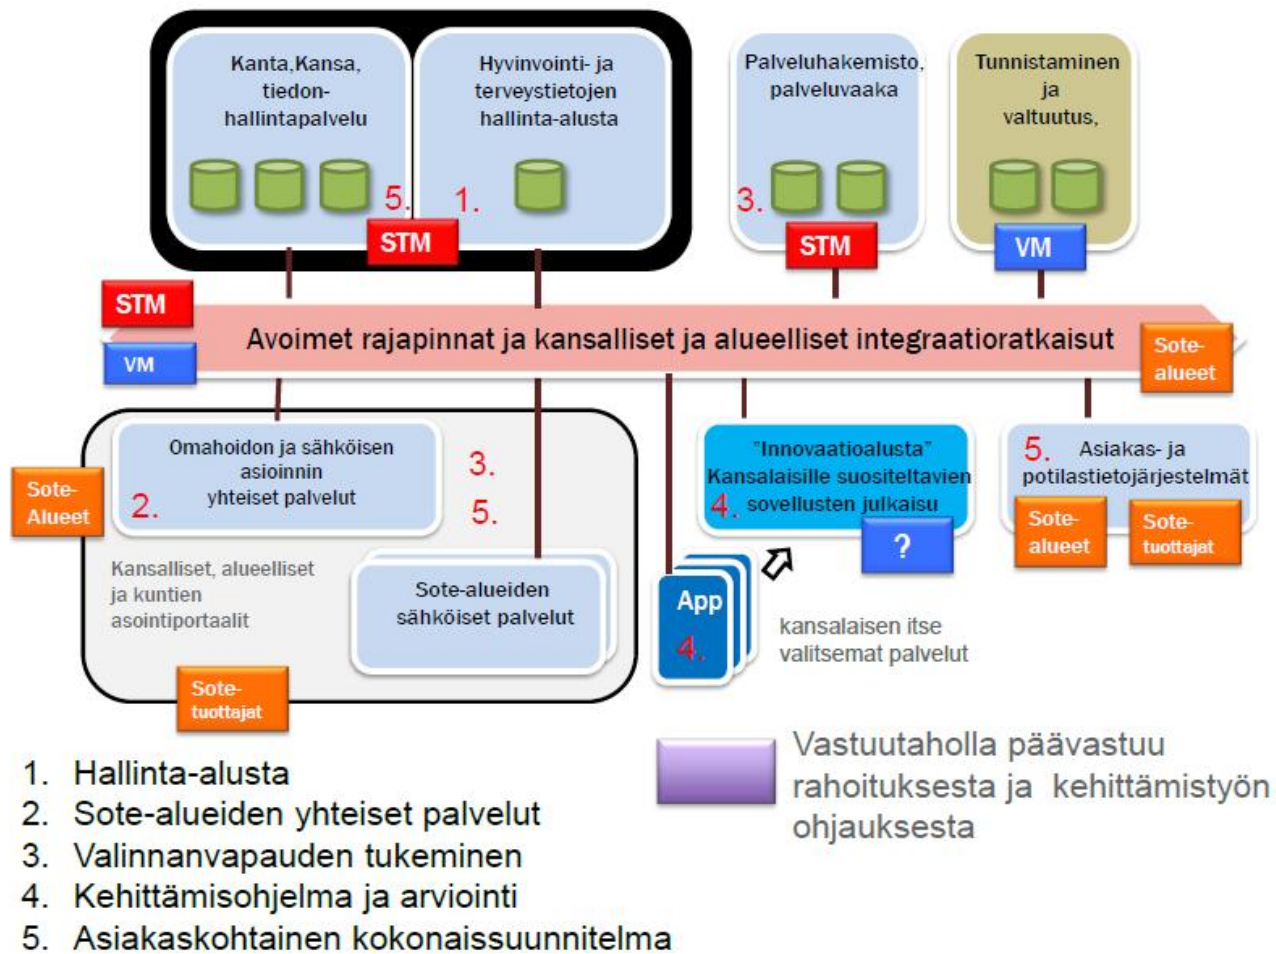 Kanta,Kansa,
tiedon-
hallintapalvelu
5.
Hyvinvointi- ja
terveystietojen
hallinta-alusta
1.
STM
Palveluhakemisto,
palveluvaaka
3.
STM
Tunnistaminen
ja
valtuutus,
VM
STM
VM
Avoimet rajapinnat ja kansalliset ja alueelliset integraatioratkaisut
Sote-
alueet
Sote-
Alueet
Omahoidon ja sähköisen
asioinnin
yhteiset palvelut
2.
3.
5.
Kansalliset, alueelliset
ja kuntien
asointiportaalit
Sote-alueiden
sähköiset palvelut
Sote-
tuottajat
App
4.
"Innovaatioalusta"
Kansalaisille suositeltavien
sovellusten julkaisu
4.
?
kansalaisen itse
valitsemat palvelut
5.
Asiakas- ja
potilastietojärjestelmät
Sote-
alueet
Sote-
tuottajat
1. Hallinta-alusta
2. Sote-alueiden yhteiset palvelut
3. Valinnanvapauden tukeminen
4. Kehittämisohjelma ja arviointi
5. Asiakaskohtainen kokonaissuunnitelma
Vastuutaholla päävastuu
rahoituksesta ja kehittämistyön
ohjauksesta